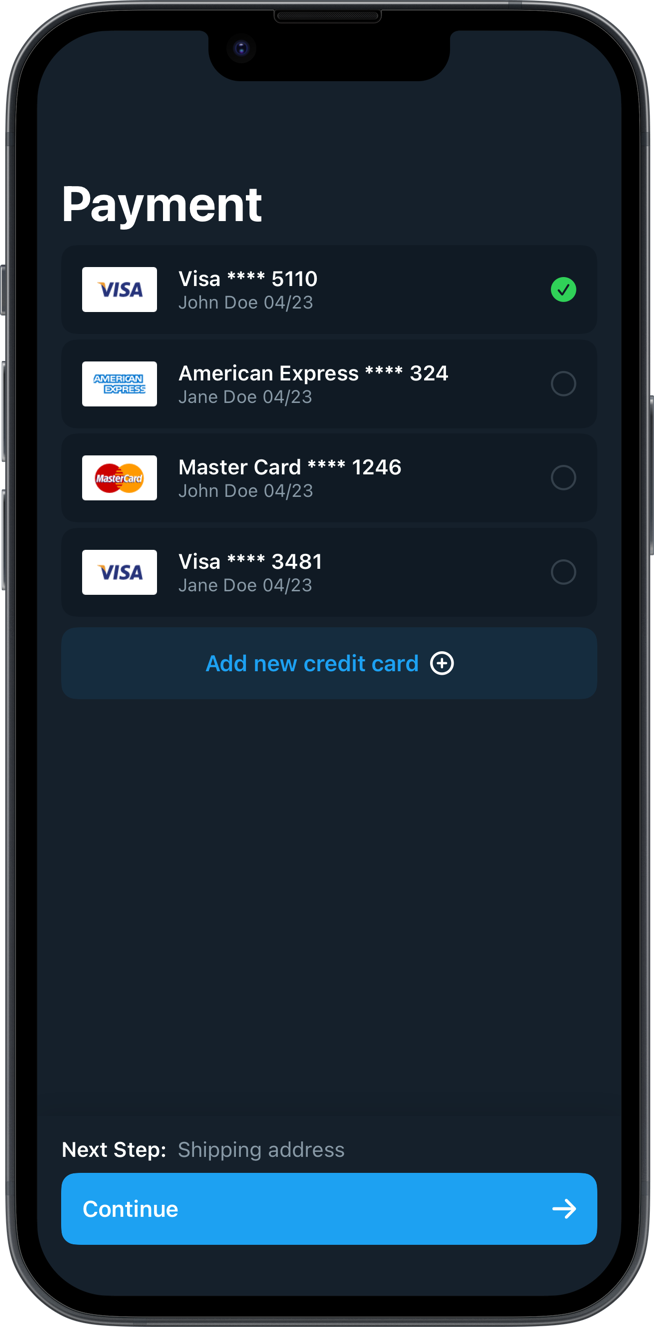 Payment
VISA
Visa **** 5110
John Doe 04/23
AMERICAN
EXPRESS
American Express **** 324
Jane Doe 04/23
MasterCard
Master Card **** 1246
John Doe 04/23
VISA
Visa **** 3481
Jane Doe 04/23
Add new credit card
Next Step: Shipping address
Continue